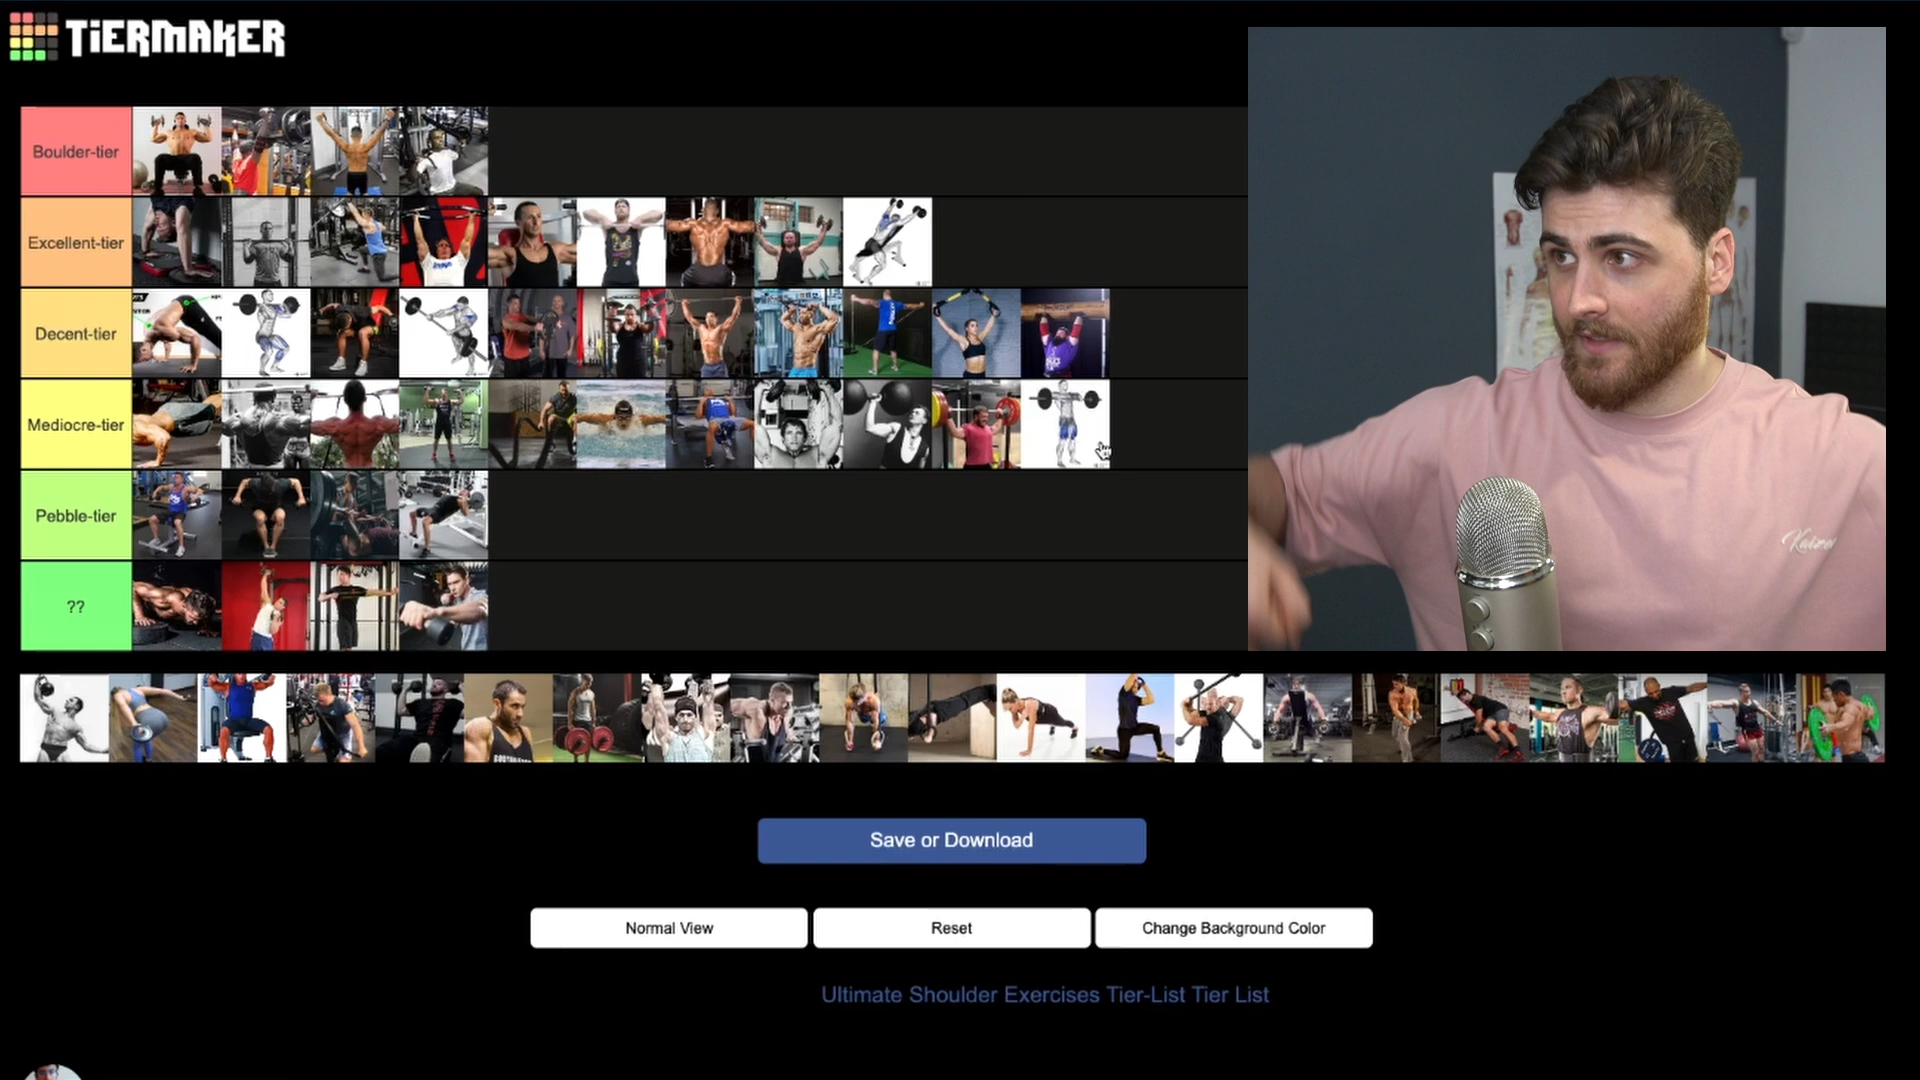 TiERMAKER
Boulder-tier
Excellent-tier
Decent-tier
Mediocre-tier
Pebble-tier
??
Save or Download
Normal View
Reset
Change Background Color
Ultimate Shoulder Exercises Tier-List Tier List